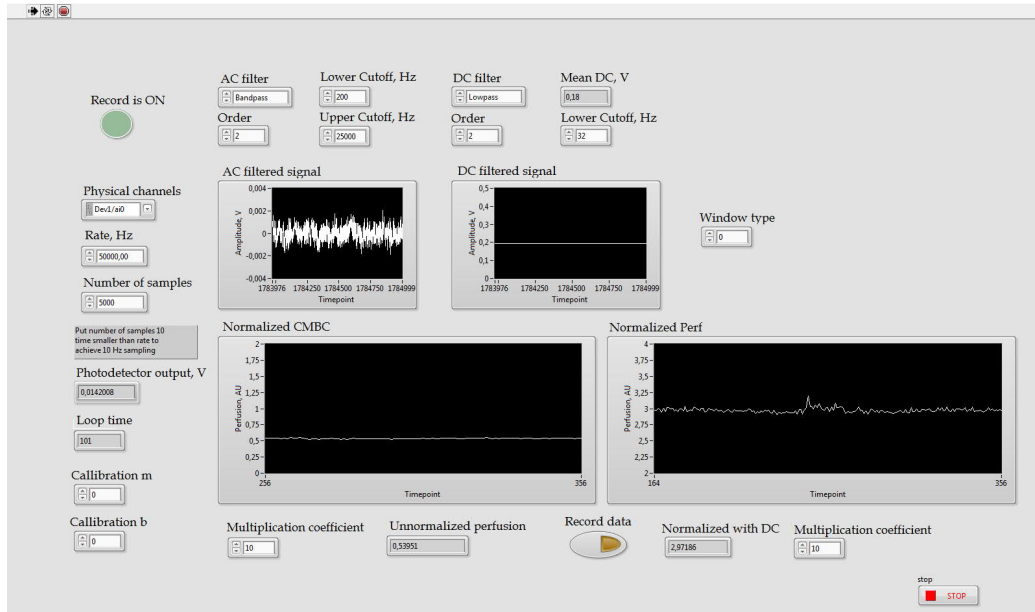 AC filter
Lower Cutoff, Hz
DC filter
Mean DC, V
Record is ON
Bandpass
200
Lowpass
0,18
Order
Upper Cutoff, Hz
Order
Lower Cutoff, Hz
2
25000
2
32
AC filtered signal
DC filtered signal
Physical channels
Dev1/ai0
Rate, Hz
50000,00
Number of samples
5000
Amplitude, V
0,004
0,002
0
-0,002
-0,004
1783976
1784250
1784500
1784750
1784999
Timepoint
Amplitude, V
0,5
0,4
0,3
0,2
0,1
0
1783976
1784250
1784500
1784750
1784999
Timepoint
Window type
0
Put number of samples 10
time smaller than rate to
achieve 10 Hz sampling
Photodetector output, V
0,0142008
Loop time
101
Callibration m
0
Callibration b
0
Normalized CMBC
Perfusion, AU
2
1,75
1,5
1,25
1
0,75
0,5
0,25
0
256
356
Timepoint
Normalized Perf
Perfusion, AU
4
3,75
3,5
3,25
3
2,75
2,5
2,25
2
164
356
Timepoint
Multiplication coefficient
10
Unnormalized perfusion
0,53951
Record data
Normalized with DC
2,97186
Multiplication coefficient
10
stop
STOP